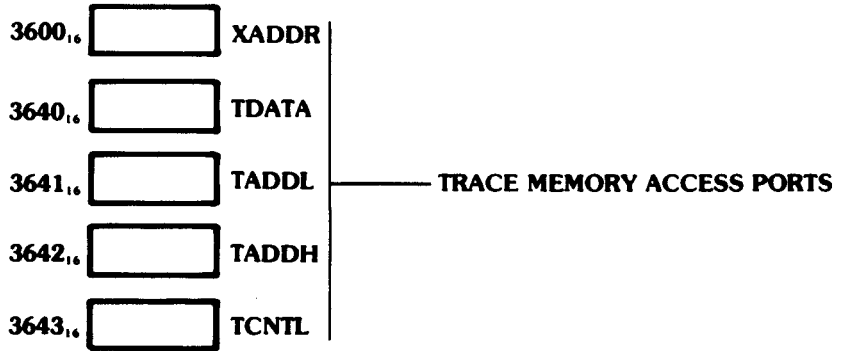 3600₁₆ XADDR
3640₁₆ TDATA
3641₁₆ TADDL TRACE MEMORY ACCESS PORTS
3642₁₆ TADDH
3643₁₆ TCNTL